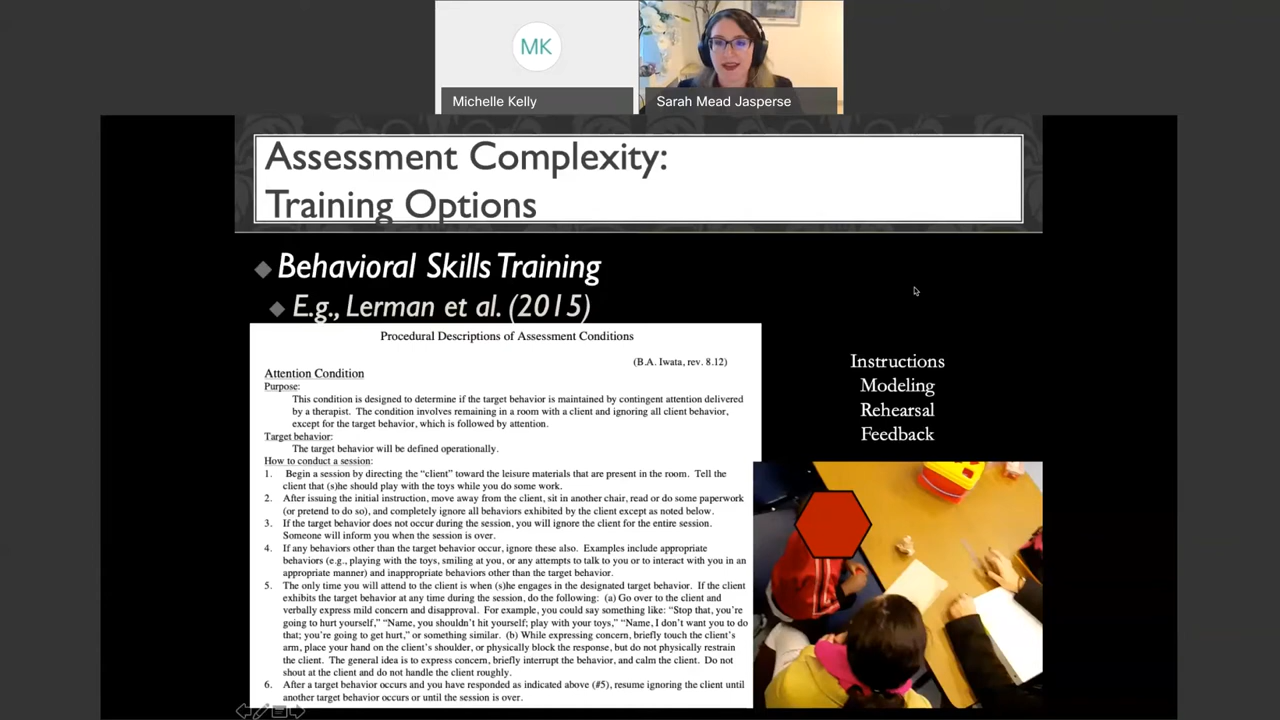 MK
Michelle Kelly
Sarah Mead Jasperse
Assessment Complexity:
Training Options
Behavioral Skills Training
E.g., Lerman et al. (2015)
Procedural Descriptions of Assessment Conditions
(B.A. Iwata, rev. 8.12)
Attention Condition
Purpose:
This condition is designed to determine if the target behavior is maintained by contingent attention delivered
by a therapist. The condition involves remaining in a room with a client and ignoring all client behavior,
except for the target behavior, which is followed by attention.
Target behavior:
The target behavior will be defined operationally.
How to conduct a session:
1. Begin a session by directing the “client” toward the leisure materials that are present in the room. Tell the
client that (s)he should play with the toys while you do some work.
2. After issuing the initial instruction, move away from the client, sit in another chair, read or do some paperwork
(or pretend to do so), and completely ignore all behaviors exhibited by the client except as noted below.
3. If the target behavior does not occur during the session, you will ignore the client for the entire session.
Someone will inform you when the session is over.
4. If any behaviors other than the target behavior occur, ignore these also. Examples include appropriate
behaviors (e.g., playing with the toys, smiling at you, or any attempts to talk to you or to interact with you in an
appropriate manner) and inappropriate behaviors other than the target behavior.
5. The only time you will attend to the client is when (s)he engages in the designated target behavior. If the client
exhibits the target behavior at any time during the session, do the following: (a) Go over to the client and
verbally express mild concern and disapproval. For example, you could say something like: “Stop that, you’re
going to hurt yourself,” “Name, you shouldn’t hit yourself; play with your toys,” “Name, I don’t want you to do
that; you’re going to get hurt,” or something similar. (b) While expressing concern, briefly touch the client’s
arm, place your hand on the client’s shoulder, or physically block the response, but do not physically restrain
the client. The general idea is to express concern, briefly interrupt the behavior, and calm the client. Do not
shout at the client and do not handle the client roughly.
6. After a target behavior occurs and you have responded as indicated above (#5), resume ignoring the client until
another target behavior occurs or until the session is over.
Instructions
Modeling
Rehearsal
Feedback